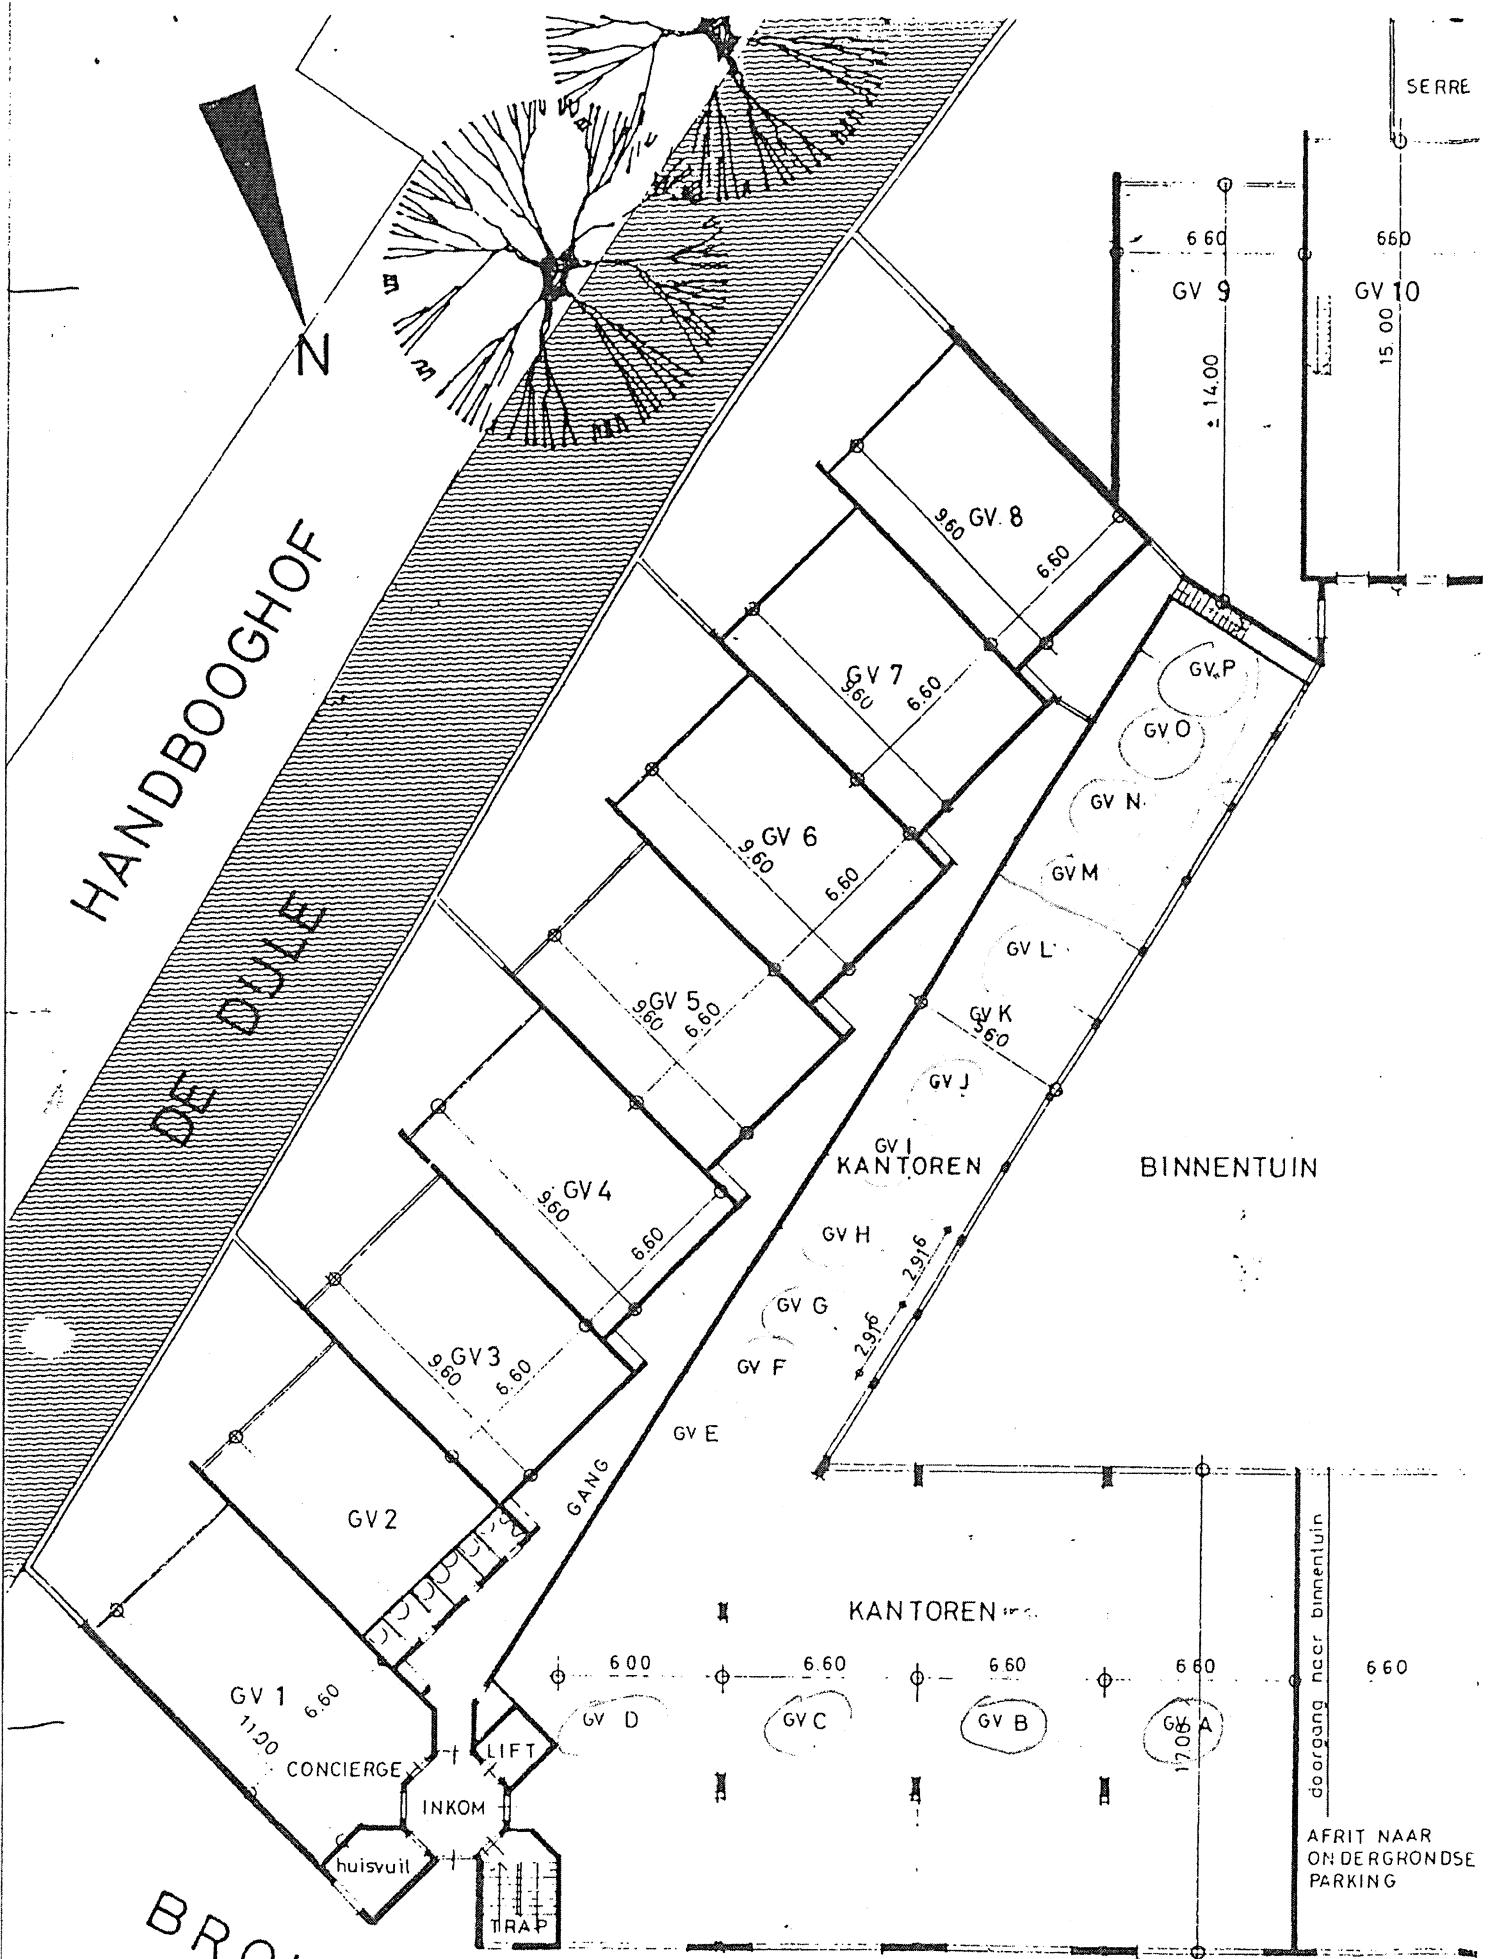 SERRE
6 60
660
GV 9
GV 10
± 14.00
15.00
N
HANDBOOGHOF
DE DIJLE
GV. 8
9.60
6.60
GV 7
9.60
6.60
GV 6
9.60
6.60
GV 5
9.60
6.60
GV 4
9.60
6.60
GV 3
9.60
6.60
GV 2
GV 1
6.60
11.00
GV P
GV O
GV N
GV M
GV L
GV K
560
GV J
GV I
KANTOREN
BINNENTUIN
GV H
2.916
GV G
2.916
GV F
GV E
GANG
KANTOREN
doorgang naar binnentuin
6 00
6.60
6 60
6 60
6 60
GV D
GV C
GV B
GV A
17.00
CONCIERGE
LIFT
INKOM
huisvuil
TRAP
AFRIT NAAR
ONDERGRONDSE
PARKING